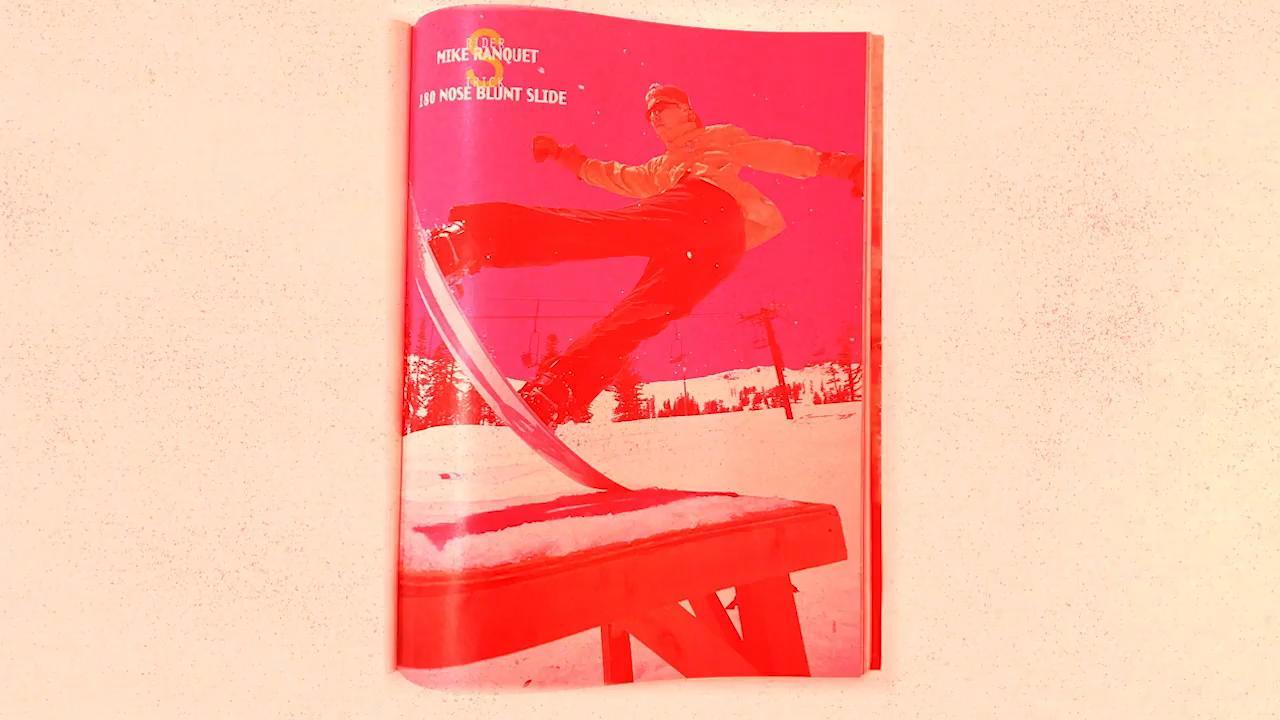 RIDER
MIKE RANQUET
S
TRICK
180 NOSE BLUNT SLIDE